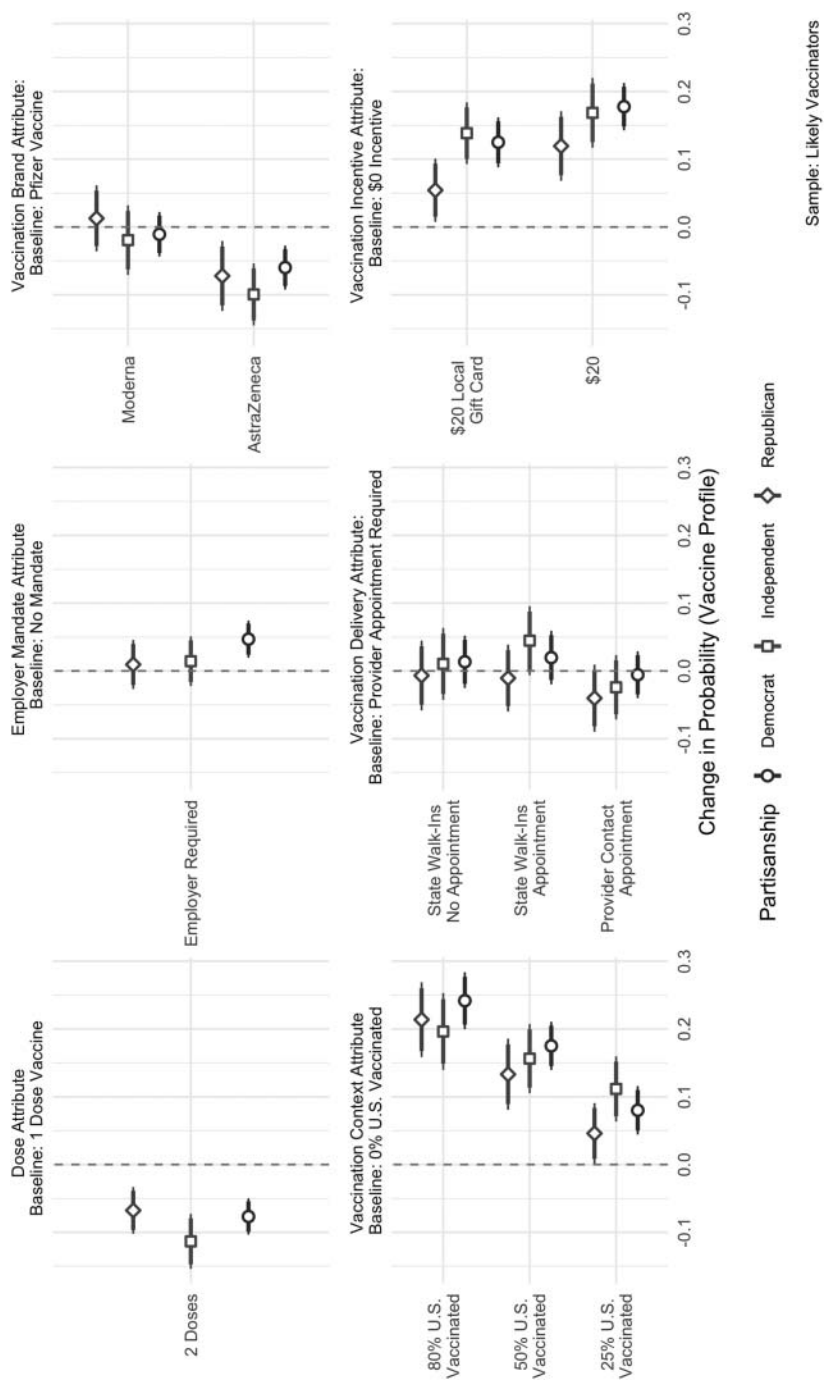 Dose Attribute
Baseline: 1 Dose Vaccine
2 Doses
Employer Mandate Attribute
Baseline: No Mandate
Employer Required
Vaccination Brand Attribute:
Baseline: Pfizer Vaccine
Moderna
AstraZeneca
Vaccination Context Attribute
Baseline: 0% U.S. Vaccinated
80% U.S.
Vaccinated
50% U.S.
Vaccinated
25% U.S.
Vaccinated
-0.1 0.0 0.1 0.2 0.3
Vaccination Delivery Attribute:
Baseline: Provider Appointment Required
State Walk-Ins
No Appointment
State Walk-Ins
Appointment
Provider Contact
Appointment
-0.1 0.0 0.1 0.2 0.3
Vaccination Incentive Attribute:
Baseline: $0 Incentive
$20 Local
Gift Card
$20
-0.1 0.0 0.1 0.2 0.3
Change in Probability (Vaccine Profile)
Partisanship Democrat Independent Republican
Sample: Likely Vaccinators